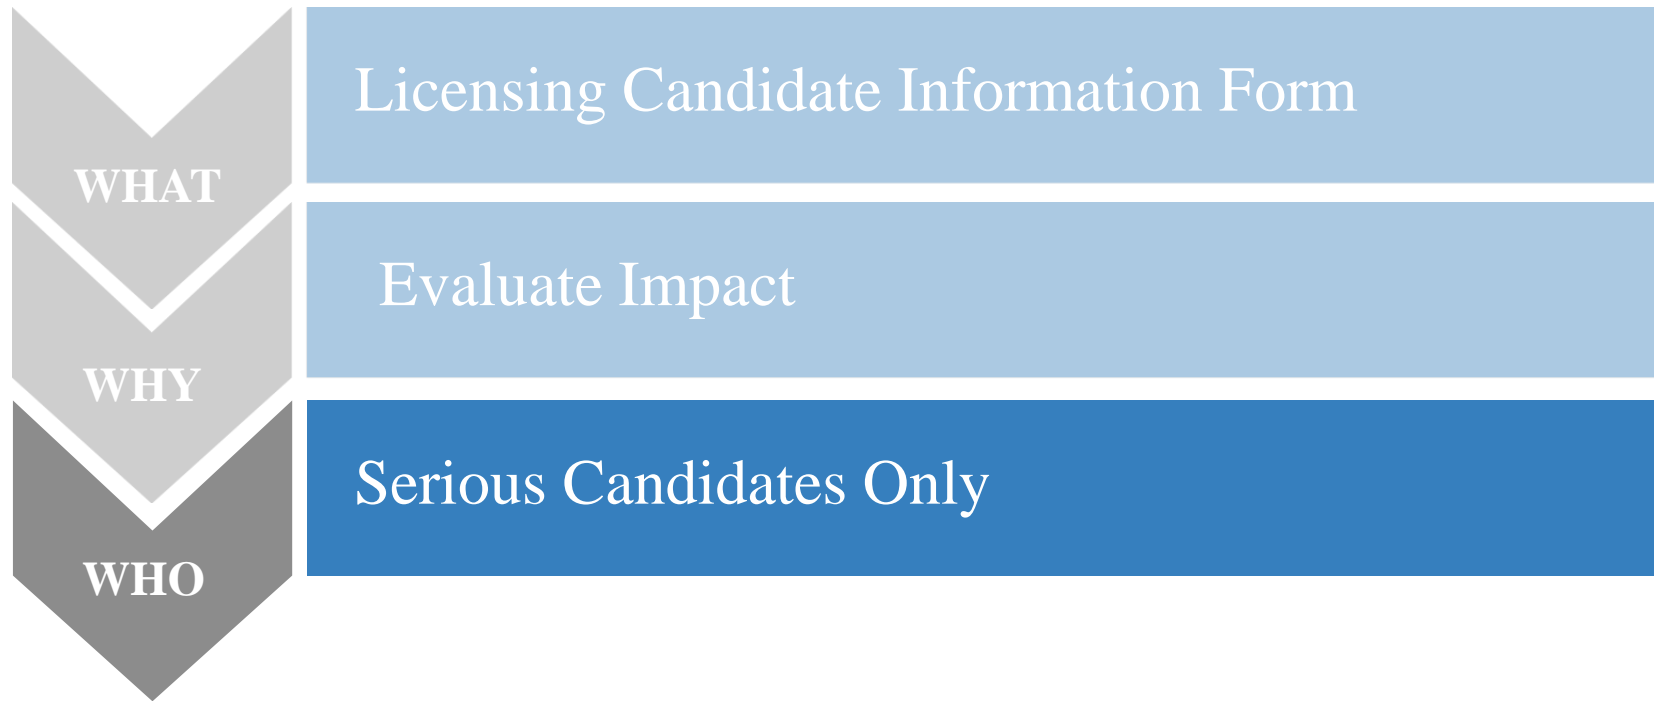 Licensing Candidate Information Form
WHAT
Evaluate Impact
WHY
Serious Candidates Only
WHO